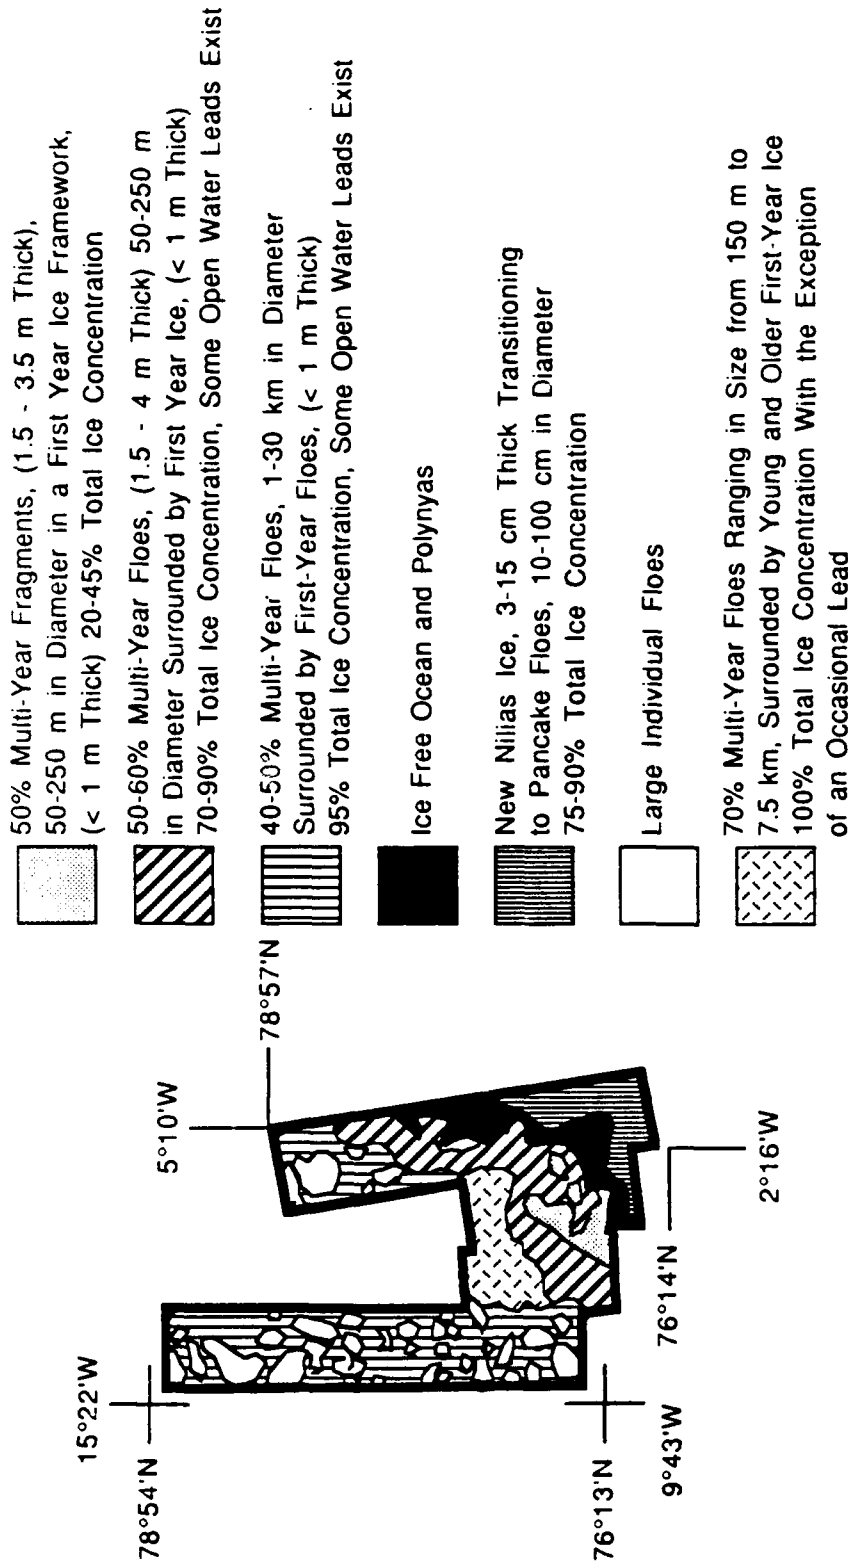 50% Multi-Year Fragments, (1.5 - 3.5 m Thick),
50-250 m in Diameter in a First Year Ice Framework,
(< 1 m Thick) 20-45% Total Ice Concentration
50-60% Multi-Year Floes, (1.5 - 4 m Thick) 50-250 m
in Diameter Surrounded by First Year Ice, (< 1 m Thick)
70-90% Total Ice Concentration, Some Open Water Leads Exist
40-50% Multi-Year Floes, 1-30 km in Diameter
Surrounded by First-Year Floes, (< 1 m Thick)
95% Total Ice Concentration, Some Open Water Leads Exist
Ice Free Ocean and Polynyas
New Nilias Ice, 3-15 cm Thick Transitioning
to Pancake Floes, 10-100 cm in Diameter
75-90% Total Ice Concentration
Large Individual Floes
70% Multi-Year Floes Ranging in Size from 150 m to
7.5 km, Surrounded by Young and Older First-Year Ice
100% Total Ice Concentration With the Exception
of an Occasional Lead
15°22'W
78°54'N
5°10'W
78°57'N
76°13'N
9°43'W
76°14'N
2°16'W